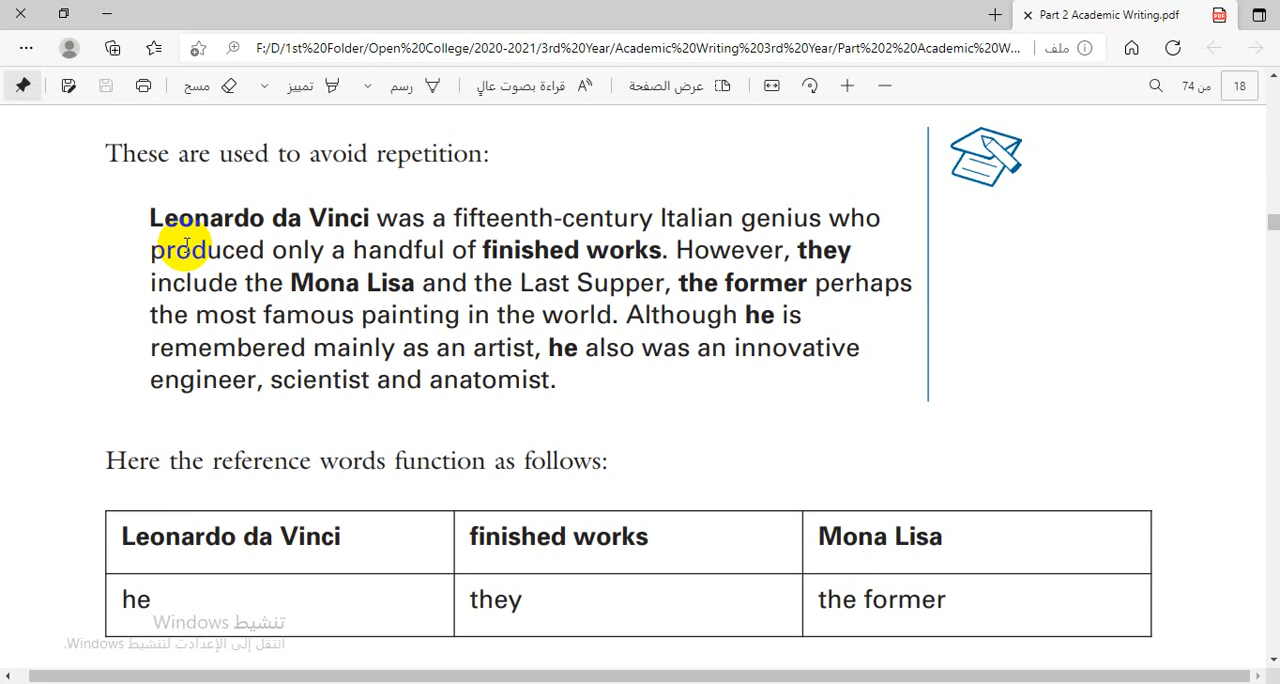 Part 2 Academic Writing.pdf
F:/D/1st%20Folder/Open%20College/2020-2021/3rd%20Year/Academic%20Writing%203rd%20Year/Part%202%20Academic%20W...
ملف
مسح
تمييز
رسم
قراءة بصوت عالٍ
عرض الصفحة
من 74
18
These are used to avoid repetition:
Leonardo da Vinci was a fifteenth-century Italian genius who
produced only a handful of finished works. However, they
include the Mona Lisa and the Last Supper, the former perhaps
the most famous painting in the world. Although he is
remembered mainly as an artist, he also was an innovative
engineer, scientist and anatomist.
Here the reference words function as follows:
Leonardo da Vinci
finished works
Mona Lisa
he
they
the former
تنشيط Windows
انتقل إلى الإعدادت لتنشيط Windows.